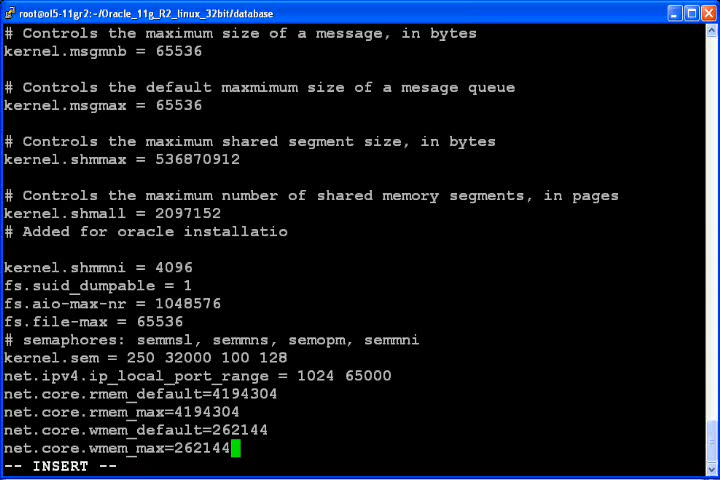 root@ol5-11gr2:~/Oracle_11g_R2_linux_32bit/database
# Controls the maximum size of a message, in bytes
kernel.msgmnb = 65536
# Controls the default maxmimum size of a mesage queue
kernel.msgmax = 65536
# Controls the maximum shared segment size, in bytes
kernel.shmmax = 536870912
# Controls the maximum number of shared memory segments, in pages
kernel.shmall = 2097152
# Added for oracle installatio
kernel.shmmni = 4096
fs.suid_dumpable = 1
fs.aio-max-nr = 1048576
fs.file-max = 65536
# semaphores: semmsl, semmns, semopm, semmni
kernel.sem = 250 32000 100 128
net.ipv4.ip_local_port_range = 1024 65000
net.core.rmem_default=4194304
net.core.rmem_max=4194304
net.core.wmem_default=262144
net.core.wmem_max=262144
-- INSERT --